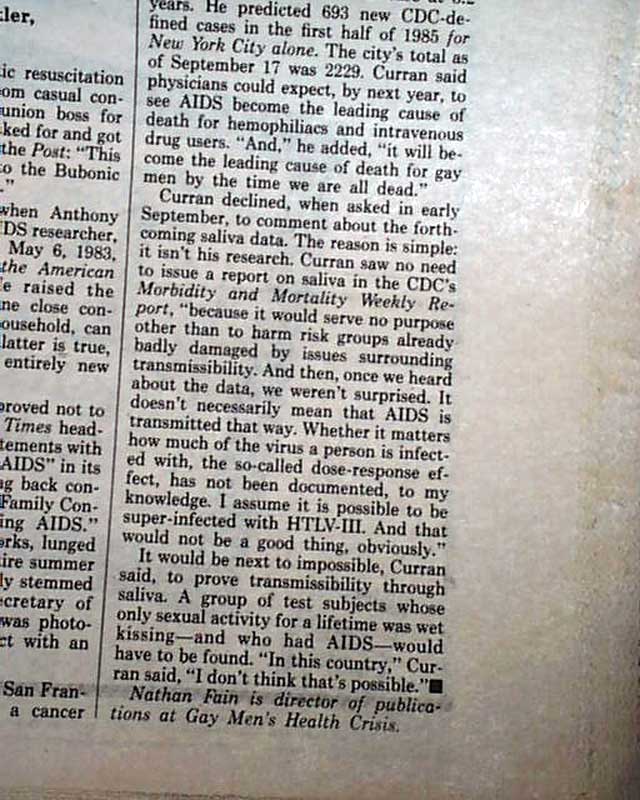 ler,
ic resuscitation
om casual con-
union boss for
ked for and got
the Post: "This
o the Bubonic
."
when Anthony
DS researcher,
May 6, 1983,
the American
e raised the
ne close con-
ousehold, can
latter is true,
entirely new
proved not to
Times head-
tements with
AIDS" in its
ng back con-
Family Con-
ing AIDS."
orks, lunged
ire summer
ly stemmed
ecretary of
was photo-
ct with an
San Fran-
a cancer
years. He predicted 693 new CDC-de-
fined cases in the first half of 1985 for
New York City alone. The city's total as
of September 17 was 2229. Curran said
physicians could expect, by next year, to
see AIDS become the leading cause of
death for hemophiliacs and intravenous
drug users. "And," he added, "it will be-
come the leading cause of death for gay
men by the time we are all dead."
Curran declined, when asked in early
September, to comment about the forth-
coming saliva data. The reason is simple:
it isn't his research. Curran saw no need
to issue a report on saliva in the CDC's
Morbidity and Mortality Weekly Re-
port, "because it would serve no purpose
other than to harm risk groups already
badly damaged by issues surrounding
transmissibility. And then, once we heard
about the data, we weren't surprised. It
doesn't necessarily mean that AIDS is
transmitted that way. Whether it matters
how much of the virus a person is infect-
ed with, the so-called dose-response ef-
fect, has not been documented, to my
knowledge. I assume it is possible to be
super-infected with HTLV-III. And that
would not be a good thing, obviously."
It would be next to impossible, Curran
said, to prove transmissibility through
saliva. A group of test subjects whose
only sexual activity for a lifetime was wet
kissing—and who had AIDS—would
have to be found. "In this country," Cur-
ran said, "I don't think that's possible."■
Nathan Fain is director of publica-
tions at Gay Men's Health Crisis.